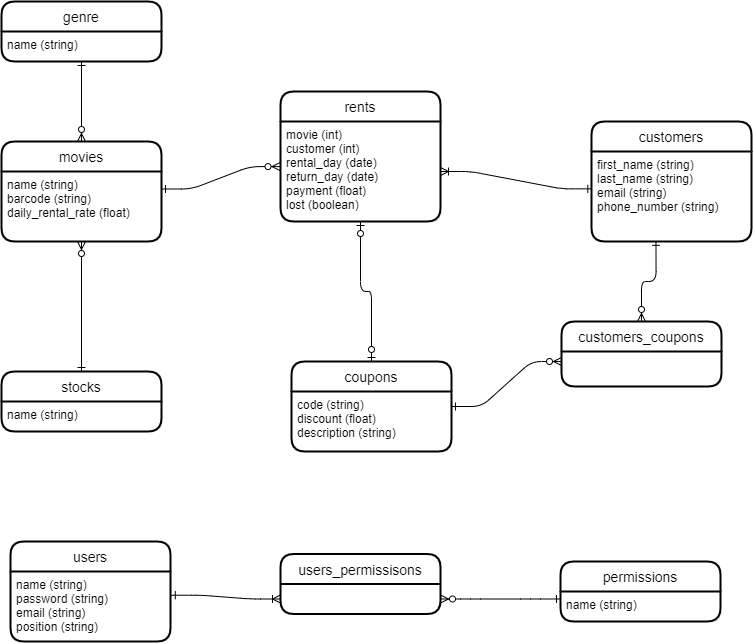 genre
name (string)
movies
name (string)
barcode (string)
daily_rental_rate (float)
rents
movie (int)
customer (int)
rental_day (date)
return_day (date)
payment (float)
lost (boolean)
customers
first_name (string)
last_name (string)
email (string)
phone_number (string)
stocks
name (string)
coupons
code (string)
discount (float)
description (string)
customers_coupons
users
name (string)
password (string)
email (string)
position (string)
users_permissisons
permissions
name (string)